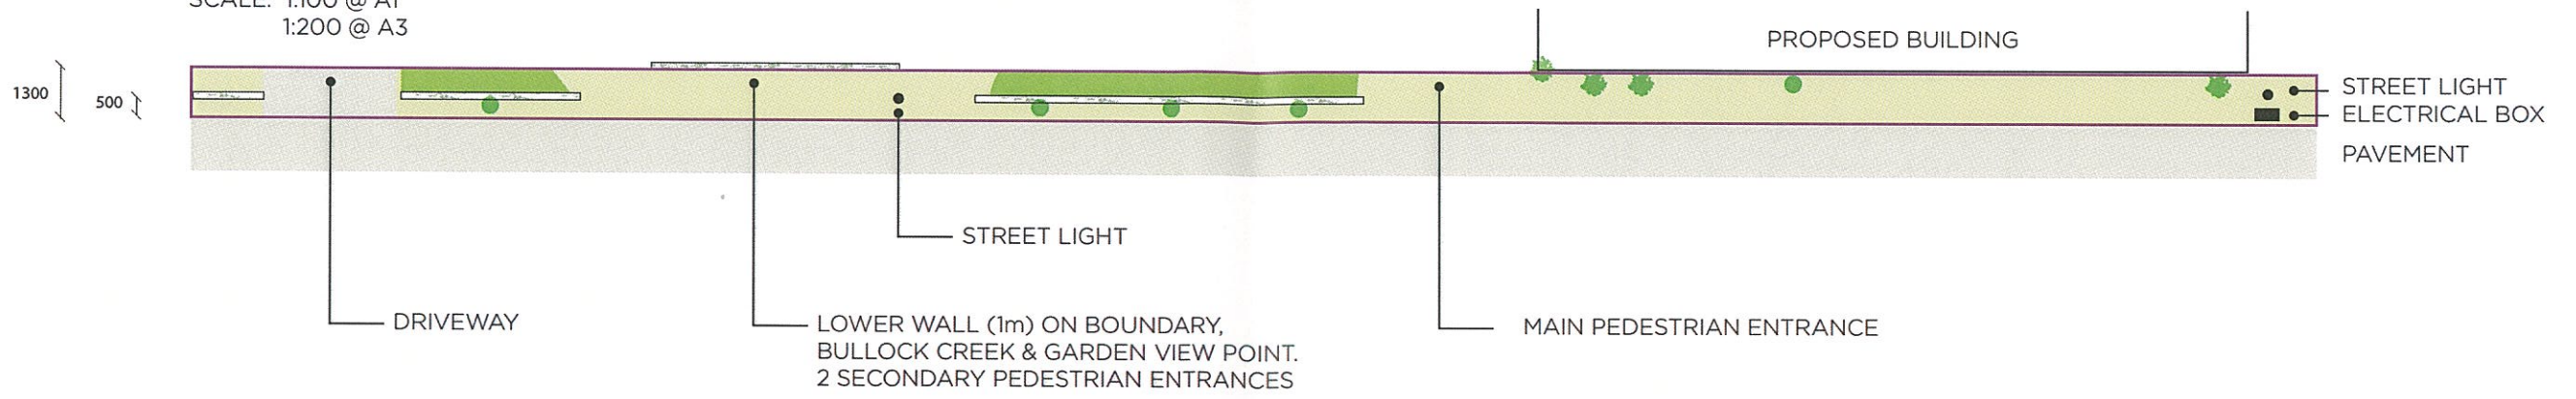 SCALE: 1:100 @ A1
1:200 @ A3
PROPOSED BUILDING
1300
500
STREET LIGHT
ELECTRICAL BOX
PAVEMENT
STREET LIGHT
DRIVEWAY
LOWER WALL (1m) ON BOUNDARY,
BULLOCK CREEK & GARDEN VIEW POINT.
2 SECONDARY PEDESTRIAN ENTRANCES
MAIN PEDESTRIAN ENTRANCE